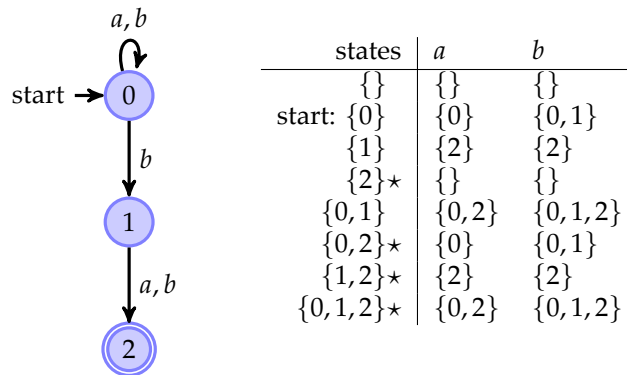 a, b
start 0
b
1
a, b
2
states a b
{} {} {}
start: {0} {0} {0, 1}
{1} {2} {2}
{2}⋆ {} {}
{0, 1} {0, 2} {0, 1, 2}
{0, 2}⋆ {0} {0, 1}
{1, 2}⋆ {2} {2}
{0, 1, 2}⋆ {0, 2} {0, 1, 2}